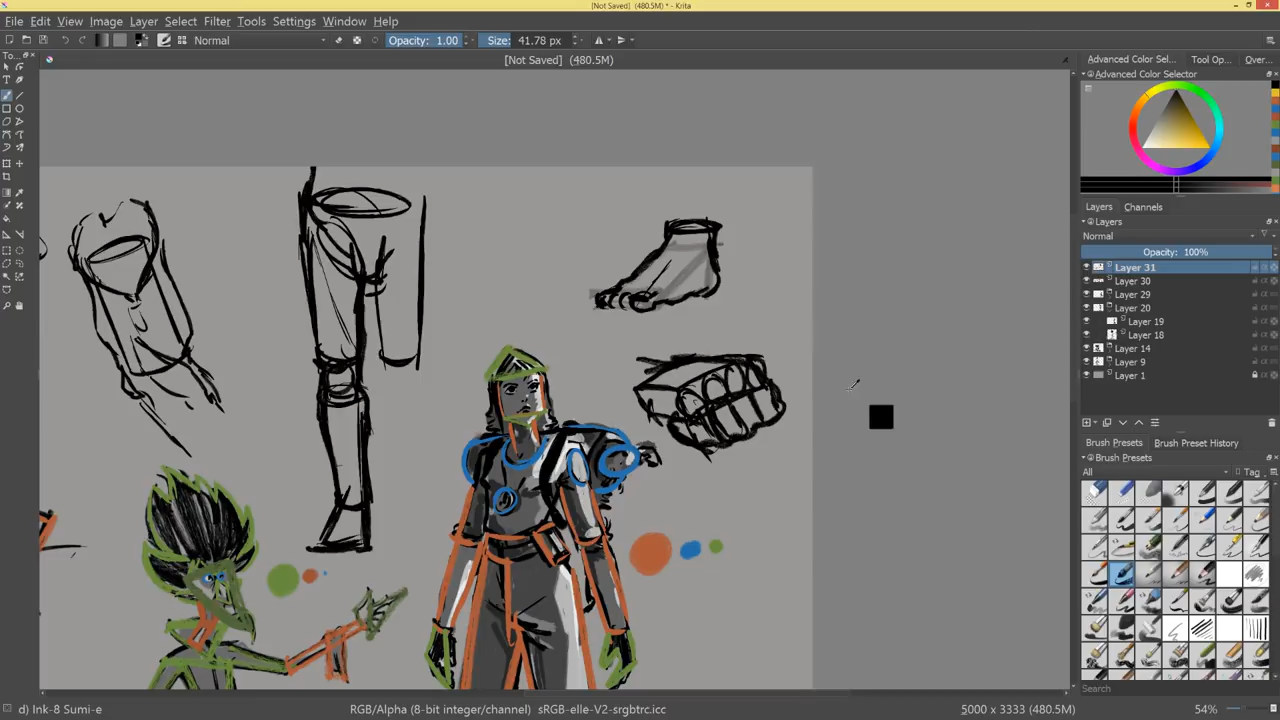 [Not Saved] (480.5M) * - Krita
File Edit View Image Layer Select Filter Tools Settings Window Help
Normal Opacity: 1.00 Size: 41.78 px
To... [Not Saved] (480.5M) Advanced Color Sel... Tool Op... Over...
Advanced Color Selector
Layers Channels
Layers
Normal
Opacity: 100%
Layer 31
Layer 30
Layer 29
Layer 20
Layer 19
Layer 18
Layer 14
Layer 9
Layer 1
Brush Presets Brush Preset History
Brush Presets
All Tag
Search
d) Ink-8 Sumi-e RGB/Alpha (8-bit integer/channel) sRGB-elle-V2-srgbtrc.icc 5000 x 3333 (480.5M) 54%